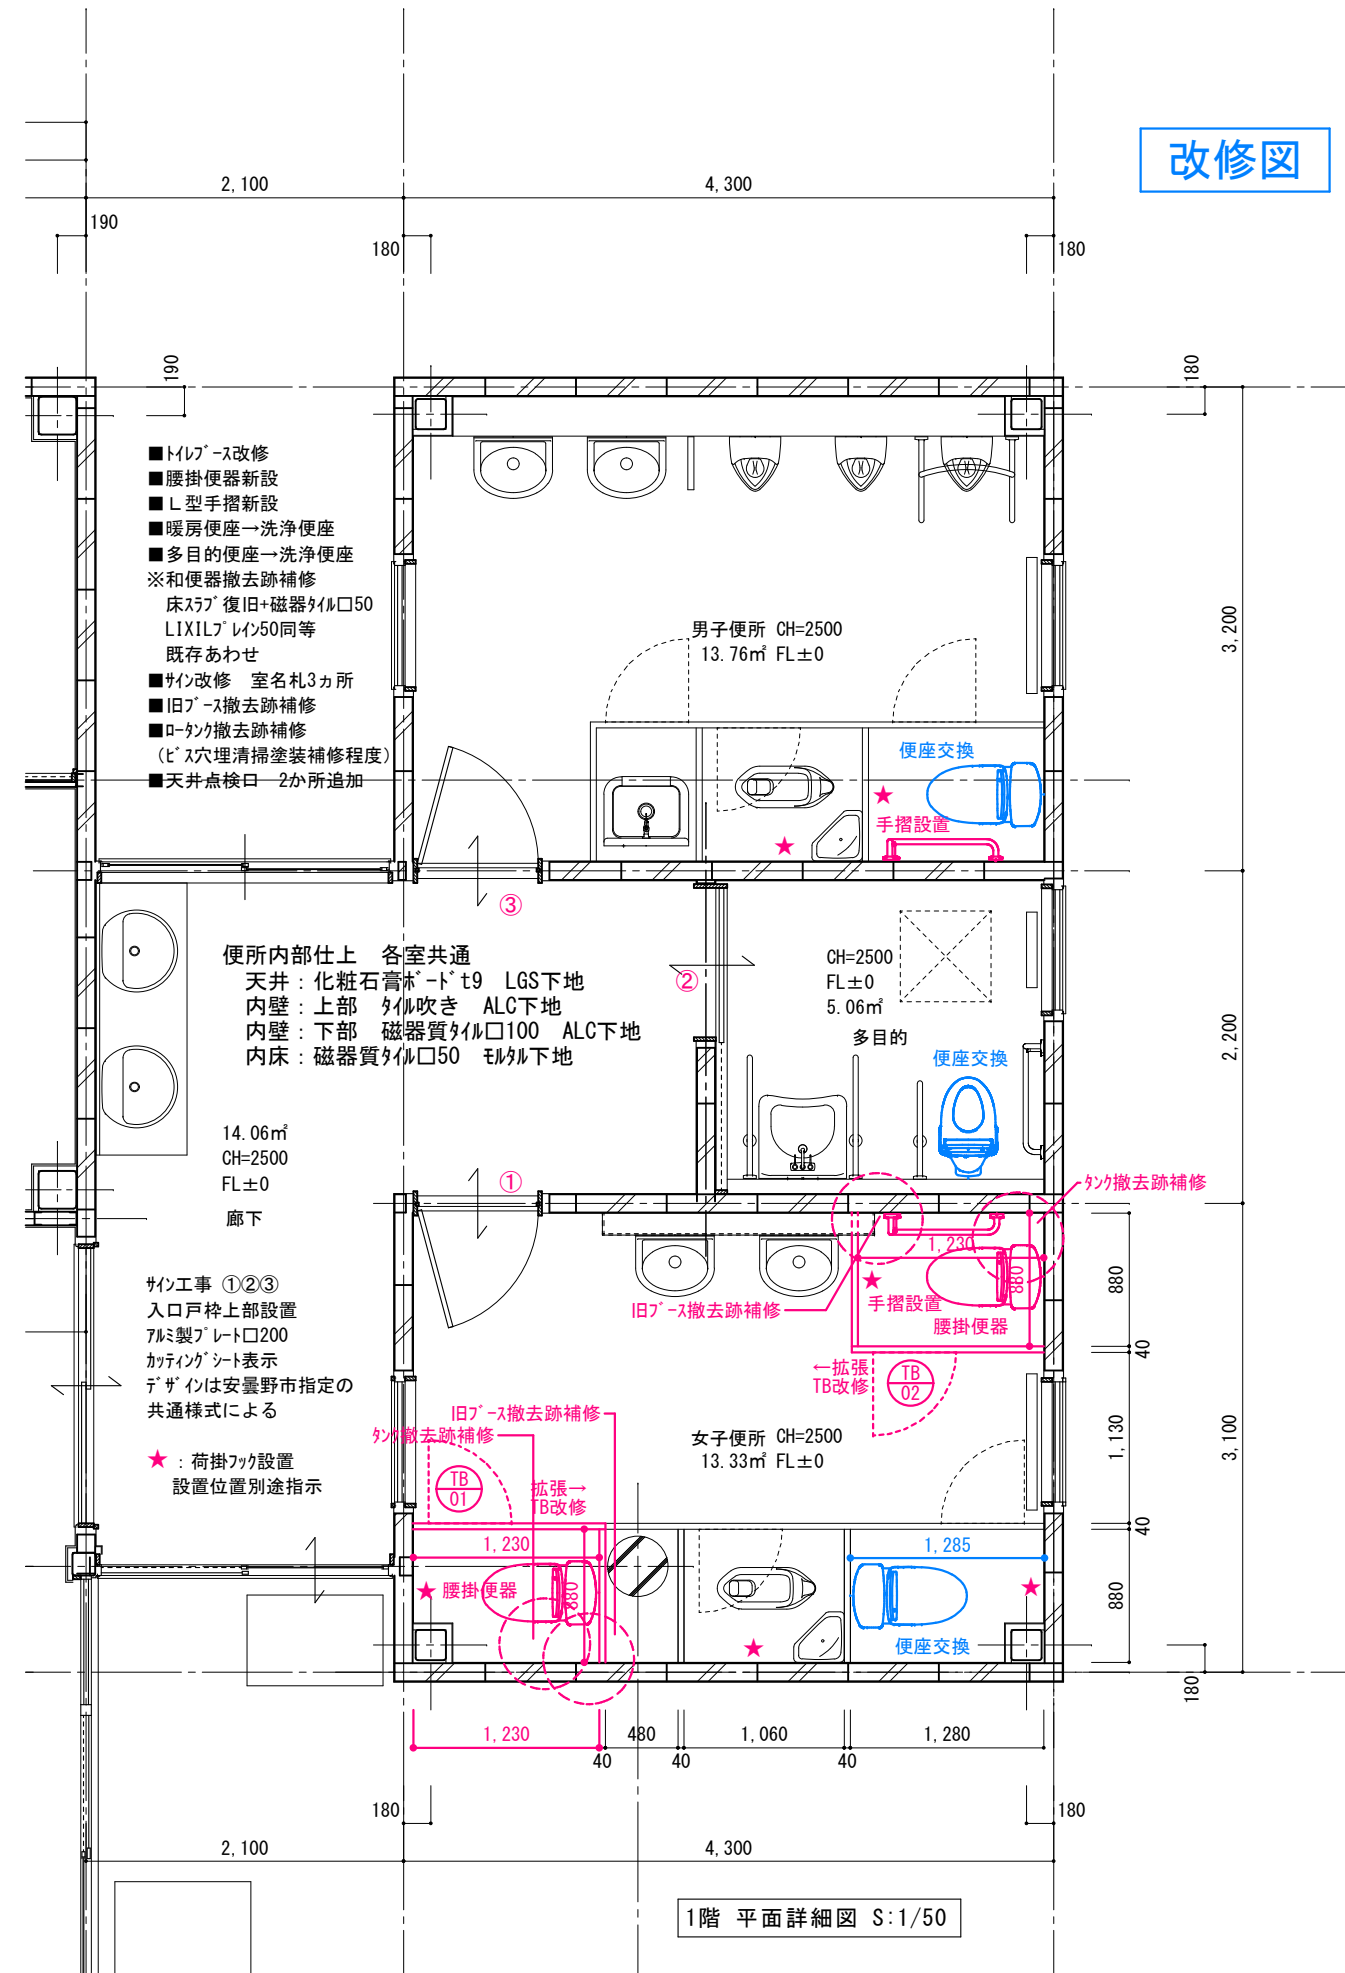 改修図
2,100
4,300
190
180
180
190
180
■ﾄｲﾚﾌﾞｰｽ改修
■腰掛便器新設
■Ｌ型手摺新設
■暖房便座→洗浄便座
■多目的便座→洗浄便座
※和便器撤去跡補修
床ｽﾗﾌﾞ復旧+磁器ﾀｲﾙ□50
LIXILﾌﾟﾚｲﾝ50同等
既存あわせ
■ｻｲﾝ改修　室名札3ヵ所
■旧ﾌﾞｰｽ撤去跡補修
■ﾛｰﾀﾝｸ撤去跡補修
（ﾋﾞｽ穴埋清掃塗装補修程度）
■天井点検口　2か所追加
男子便所 CH=2500
13.76㎡ FL±0
3,200
便座交換
★
手摺設置
★
③
便所内部仕上　各室共通
天井：化粧石膏ﾎﾞｰﾄﾞt9　LGS下地
内壁：上部　ﾀｲﾙ吹き　ALC下地
内壁：下部　磁器質ﾀｲﾙ□100　ALC下地
内床：磁器質ﾀｲﾙ□50　ﾓﾙﾀﾙ下地
②
CH=2500
FL±0
5.06㎡
多目的
便座交換
2,200
14.06㎡
CH=2500
FL±0
廊下
①
ﾀﾝｸ撤去跡補修
1,230
880
★
手摺設置
腰掛便器
旧ﾌﾞｰｽ撤去跡補修
880
40
ｻｲﾝ工事 ①②③
入口戸枠上部設置
ｱﾙﾐ製ﾌﾟﾚｰﾄ□200
ｶｯﾃｨﾝｸﾞｼｰﾄ表示
ﾃﾞｻﾞｲﾝは安曇野市指定の
共通様式による
←拡張
TB改修
TB
02
旧ﾌﾞｰｽ撤去跡補修
ﾀﾝｸ撤去跡補修
女子便所 CH=2500
13.33㎡ FL±0
1,130
3,100
★：荷掛ﾌｯｸ設置
設置位置別途指示
TB
01
拡張→
TB改修
40
1,230
1,285
★
腰掛便器
880
★
880
★
便座交換
180
1,230
480
1,060
1,280
40
40
40
180
180
2,100
4,300
1階 平面詳細図 S:1/50